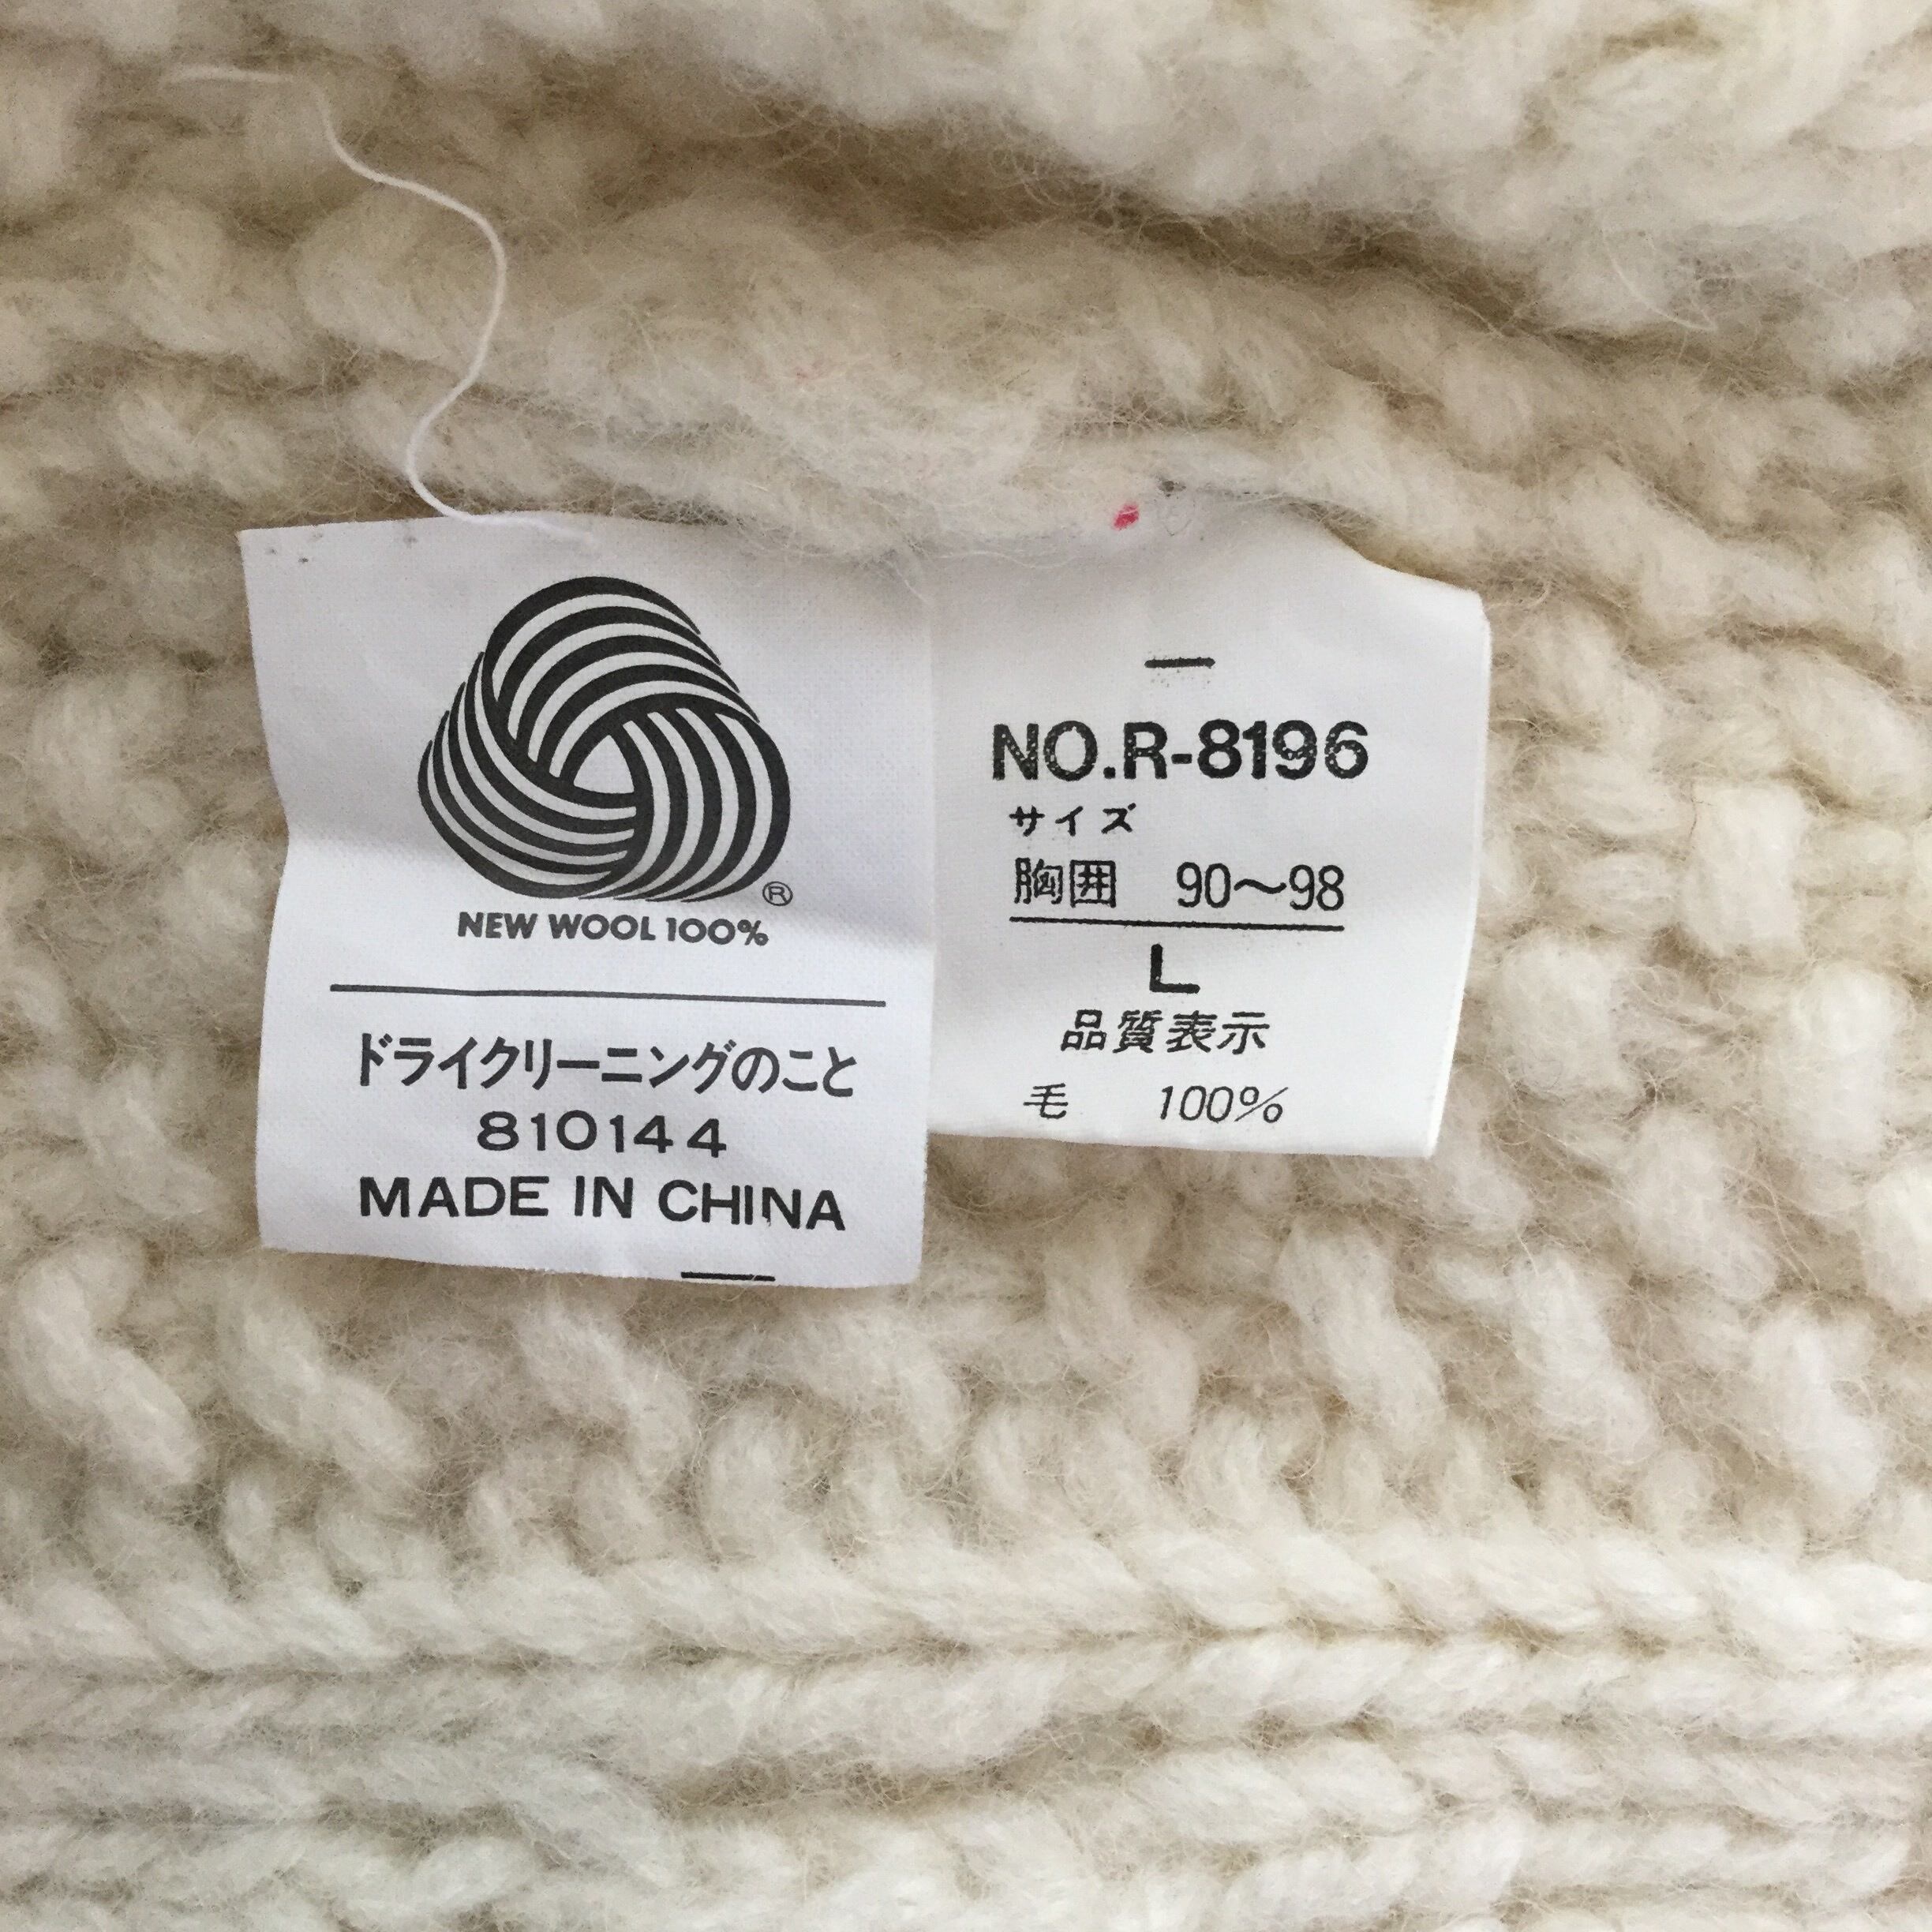 ®
NEW WOOL 100%
ドライクリーニングのこと
810144
MADE IN CHINA
NO.R-8196
サイズ
胸囲 90〜98
L
品質表示
毛 100%